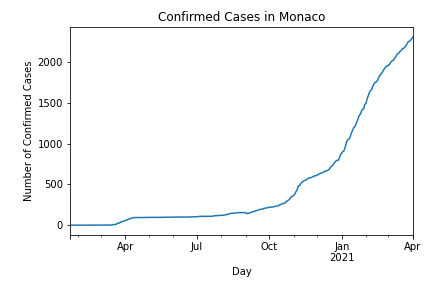 Confirmed Cases in Monaco
Number of Confirmed Cases
2000
1500
1000
500
0
Apr
Jul
Oct
Jan
2021
Apr
Day